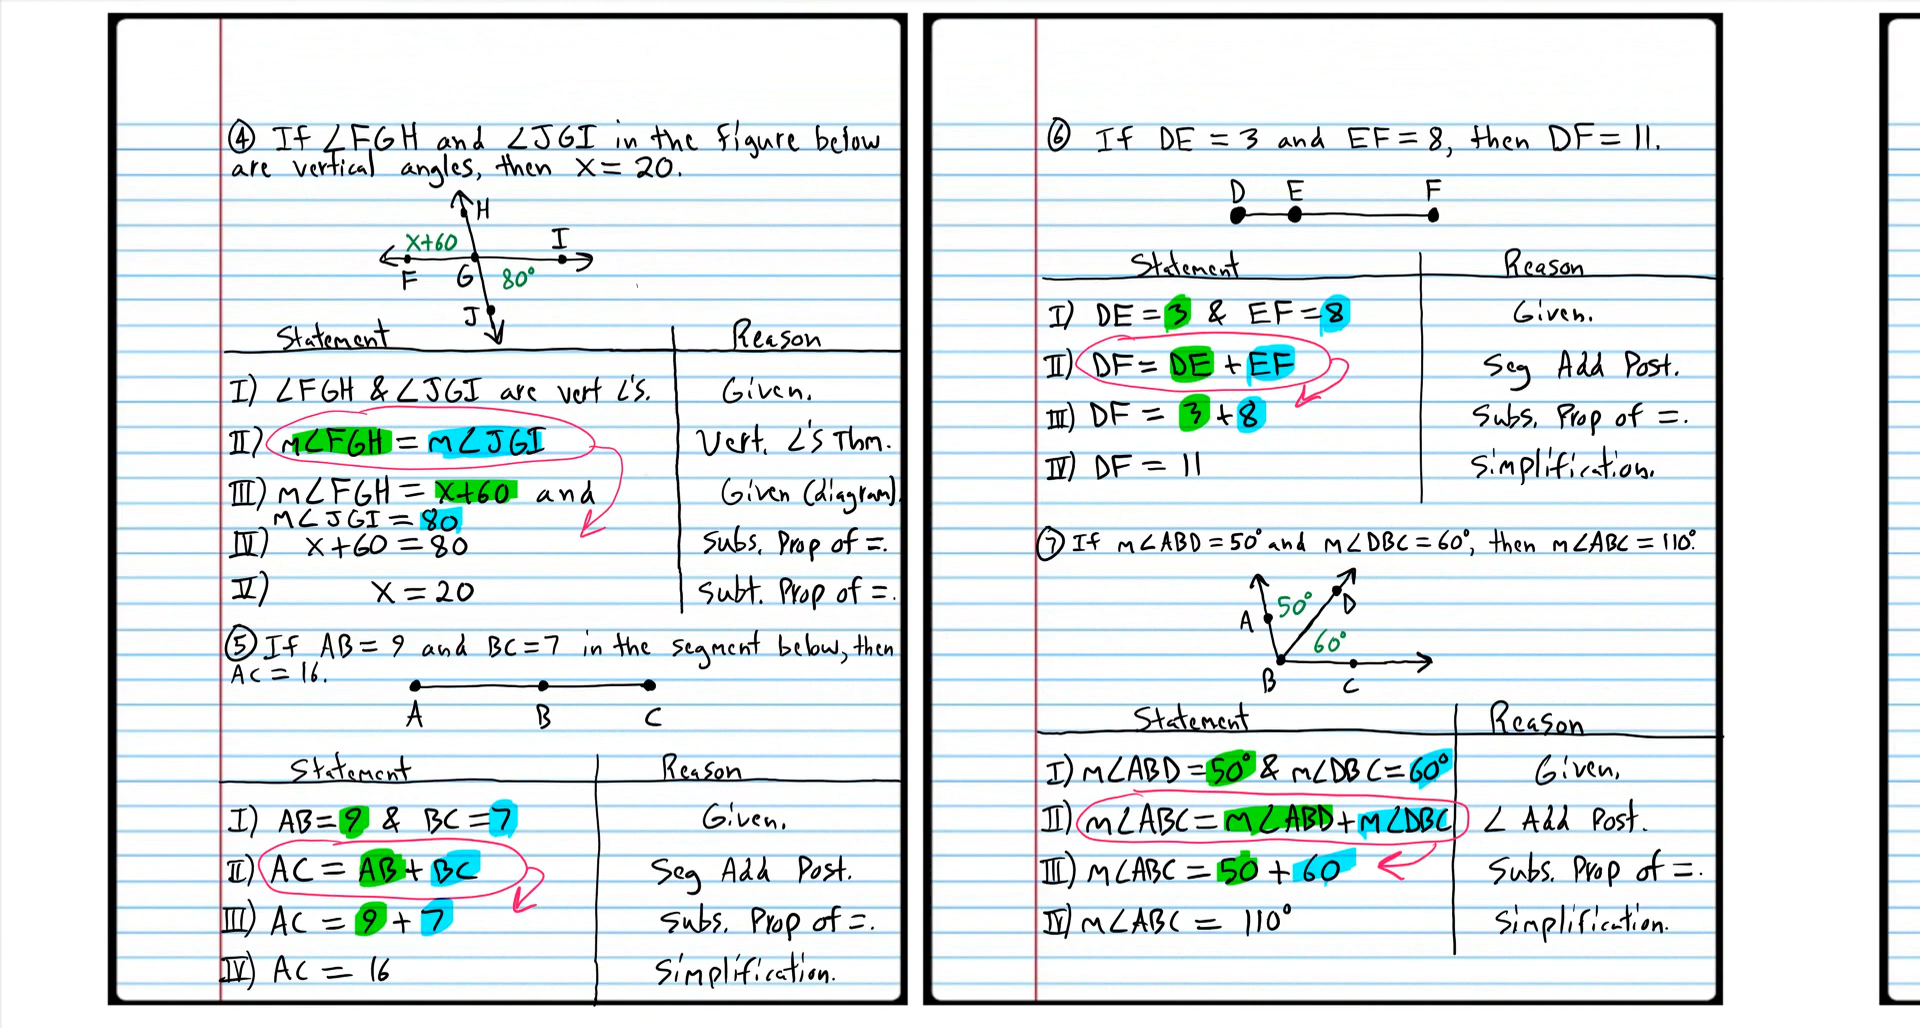 ④ If ∠FGH and ∠JGI in the figure below
are vertical angles, then x = 20.
H
x+60
I
F
G
80°
J
Statement Reason
I) ∠FGH & ∠JGI are vert ∠'s. Given.
II) m∠FGH = m∠JGI Vert. ∠'s Thm.
III) m∠FGH = x+60 and Given (diagram).
m∠JGI = 80
IV) x+60 = 80 Subs. Prop of =.
V) x = 20 Subt. Prop of =.
⑤ If AB = 9 and BC = 7 in the segment below, then
AC = 16.
A B C
Statement Reason
I) AB = 9 & BC = 7 Given.
II) AC = AB + BC Seg Add Post.
III) AC = 9 + 7 Subs. Prop of =.
IV) AC = 16 Simplification.
⑥ If DE = 3 and EF = 8, then DF = 11.
D E F
Statement Reason
I) DE = 3 & EF = 8 Given.
II) DF = DE + EF Seg Add Post.
III) DF = 3 + 8 Subs. Prop of =.
IV) DF = 11 Simplification.
⑦ If m∠ABD = 50° and m∠DBC = 60°, then m∠ABC = 110°.
A 50° D
60°
B C
Statement Reason
I) m∠ABD = 50° & m∠DBC = 60° Given.
II) m∠ABC = m∠ABD + m∠DBC ∠ Add Post.
III) m∠ABC = 50 + 60 Subs. Prop of =.
IV) m∠ABC = 110° Simplification.